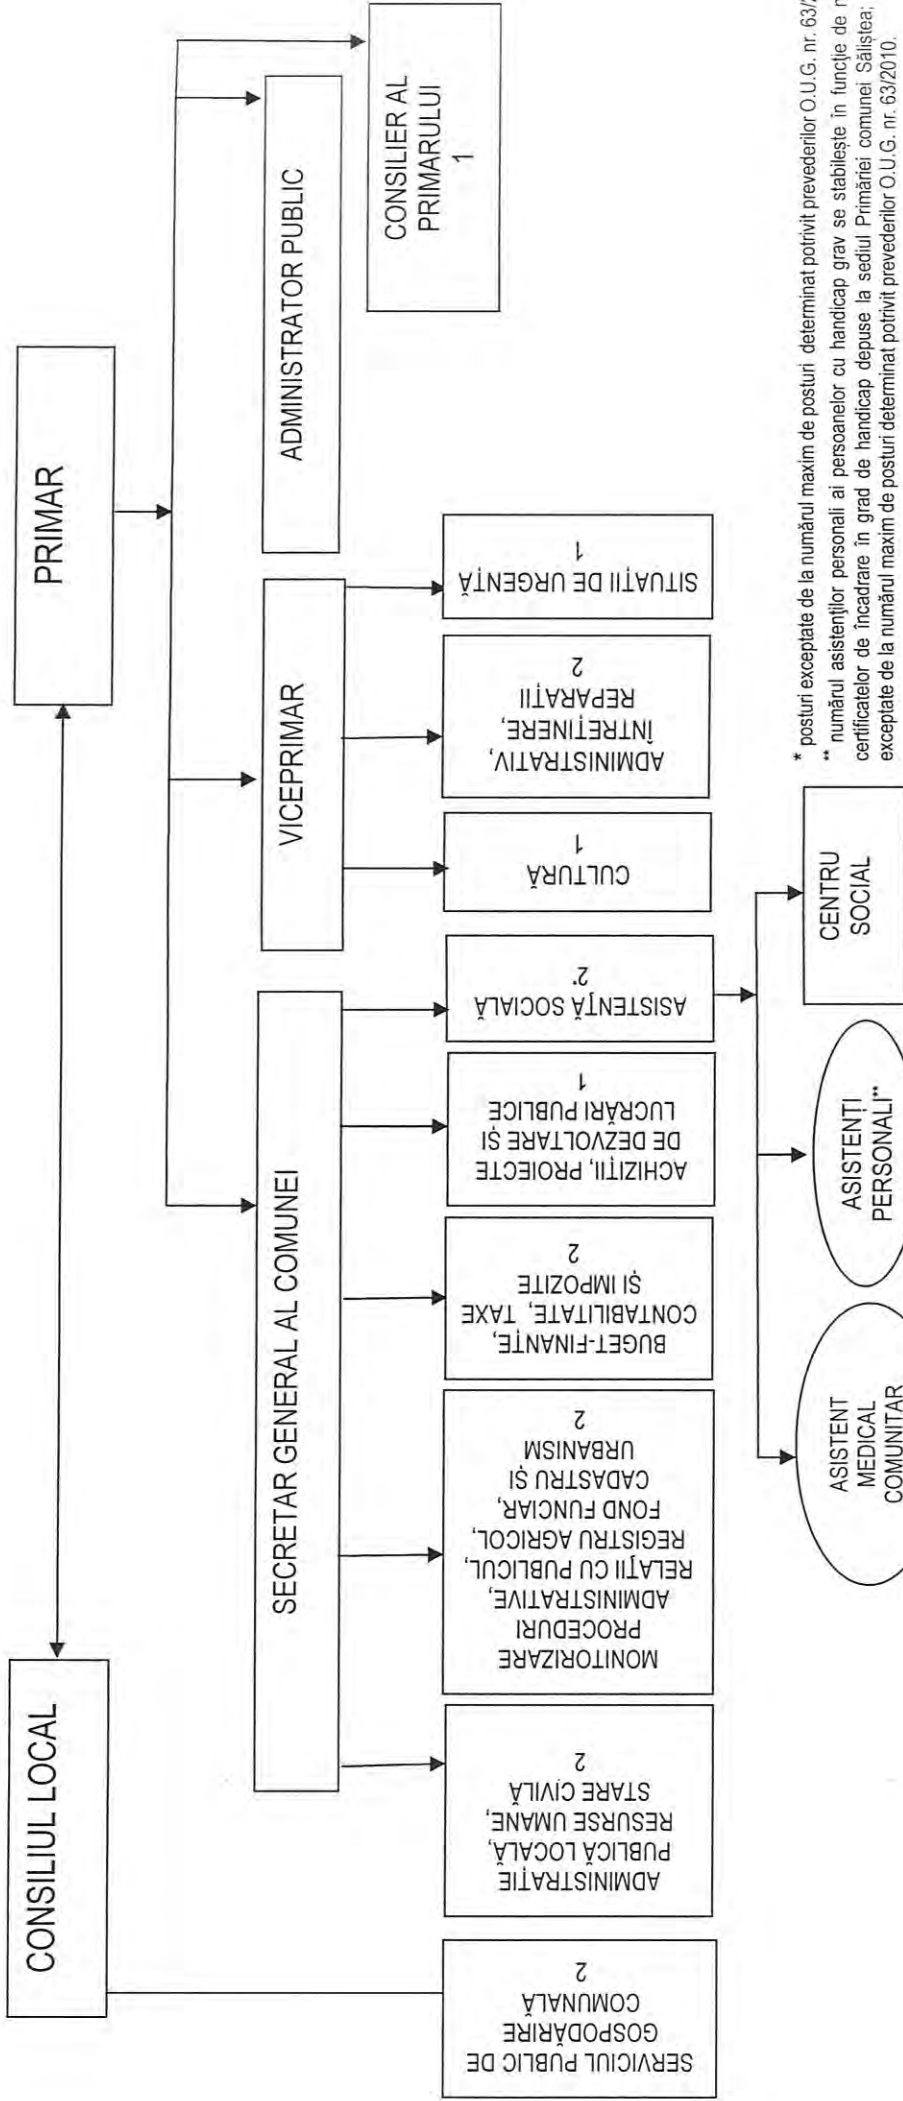 CONSILIUL LOCAL
PRIMAR
SECRETAR GENERAL AL COMUNEI
VICEPRIMAR
ADMINISTRATOR PUBLIC
CONSILIER AL
PRIMARULUI
1
SERVICIUL PUBLIC DE
GOSPODĂRIRE
COMUNALĂ
2
ADMINISTRAȚIE
PUBLICĂ LOCALĂ,
RESURSE UMANE,
STARE CIVILĂ
2
MONITORIZARE
PROCEDURI
ADMINISTRATIVE,
RELAȚII CU PUBLICUL,
REGISTRU AGRICOL,
FOND FUNCIAR,
CADASTRU ȘI
URBANISM
2
BUGET-FINANȚE,
CONTABILITATE, TAXE
ȘI IMPOZITE
2
ACHIZIȚII, PROIECTE
DE DEZVOLTARE ȘI
LUCRĂRI PUBLICE
1
ASISTENȚĂ SOCIALĂ
2*
CULTURĂ
1
ADMINISTRATIV,
ÎNTREȚINERE,
REPARAȚII
2
SITUAȚII DE URGENȚĂ
1
ASISTENT
MEDICAL
COMUNITAR
ASISTENȚI
PERSONALI**
CENTRU
SOCIAL
* posturi exceptate de la numărul maxim de posturi determinat potrivit prevederilor O.U.G. nr.
** numărul asistenților personali ai persoanelor cu handicap grav se stabilește în funcție de
certificatelor de încadrare în grad de handicap depuse la sediul Primăriei comunei Săliștea;
exceptate de la numărul maxim de posturi determinat potrivit prevederilor O.U.G. nr. 63/2010.